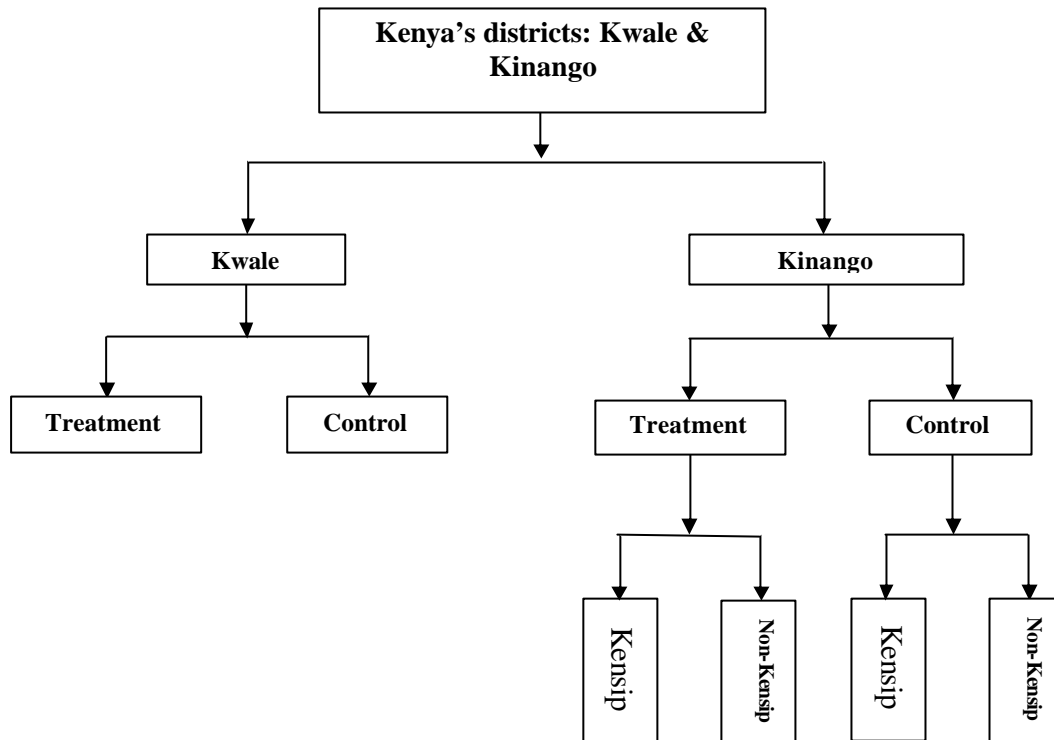 Kenya’s districts: Kwale &
Kinango
Kwale
Kinango
Treatment
Control
Treatment
Control
Kensip
Non-Kensip
Kensip
Non-Kensip